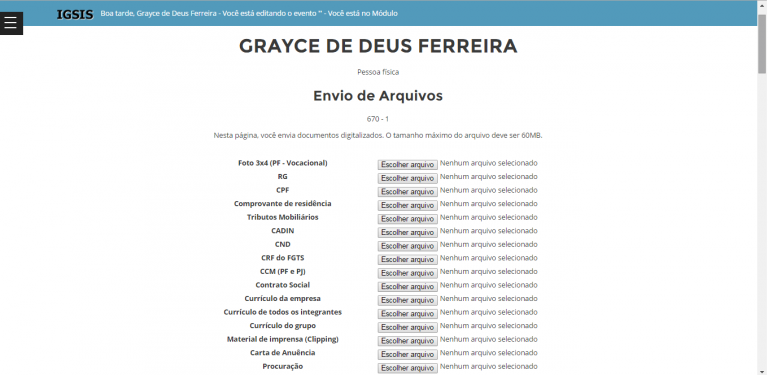 IGSIS Boa tarde, Grayce de Deus Ferreira - Você está editando o evento "" - Você está no Módulo
GRAYCE DE DEUS FERREIRA
Pessoa física
Envio de Arquivos
670 - 1
Nesta página, você envia documentos digitalizados. O tamanho máximo do arquivo deve ser 60MB.
Foto 3x4 (PF - Vocacional) Escolher arquivo Nenhum arquivo selecionado
RG Escolher arquivo Nenhum arquivo selecionado
CPF Escolher arquivo Nenhum arquivo selecionado
Comprovante de residência Escolher arquivo Nenhum arquivo selecionado
Tributos Mobiliários Escolher arquivo Nenhum arquivo selecionado
CADIN Escolher arquivo Nenhum arquivo selecionado
CND Escolher arquivo Nenhum arquivo selecionado
CRF do FGTS Escolher arquivo Nenhum arquivo selecionado
CCM (PF e PJ) Escolher arquivo Nenhum arquivo selecionado
Contrato Social Escolher arquivo Nenhum arquivo selecionado
Currículo da empresa Escolher arquivo Nenhum arquivo selecionado
Currículo de todos os integrantes Escolher arquivo Nenhum arquivo selecionado
Currículo do grupo Escolher arquivo Nenhum arquivo selecionado
Material de imprensa (Clipping) Escolher arquivo Nenhum arquivo selecionado
Carta de Anuência Escolher arquivo Nenhum arquivo selecionado
Procuração Escolher arquivo Nenhum arquivo selecionado